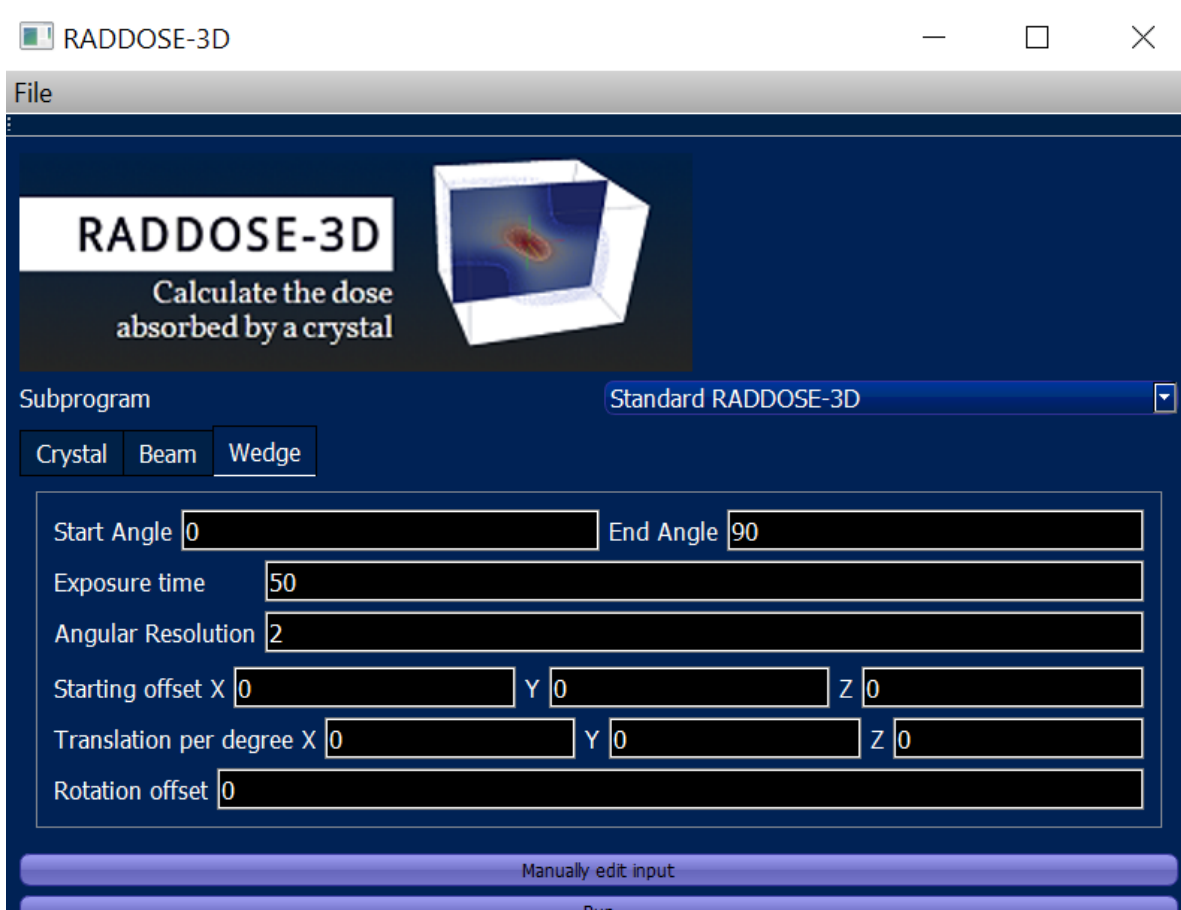 RADDOSE-3D
File
RADDOSE-3D
Calculate the dose
absorbed by a crystal
Subprogram Standard RADDOSE-3D
Crystal Beam Wedge
Start Angle 0 End Angle 90
Exposure time 50
Angular Resolution 2
Starting offset X 0 Y 0 Z 0
Translation per degree X 0 Y 0 Z 0
Rotation offset 0
Manually edit input